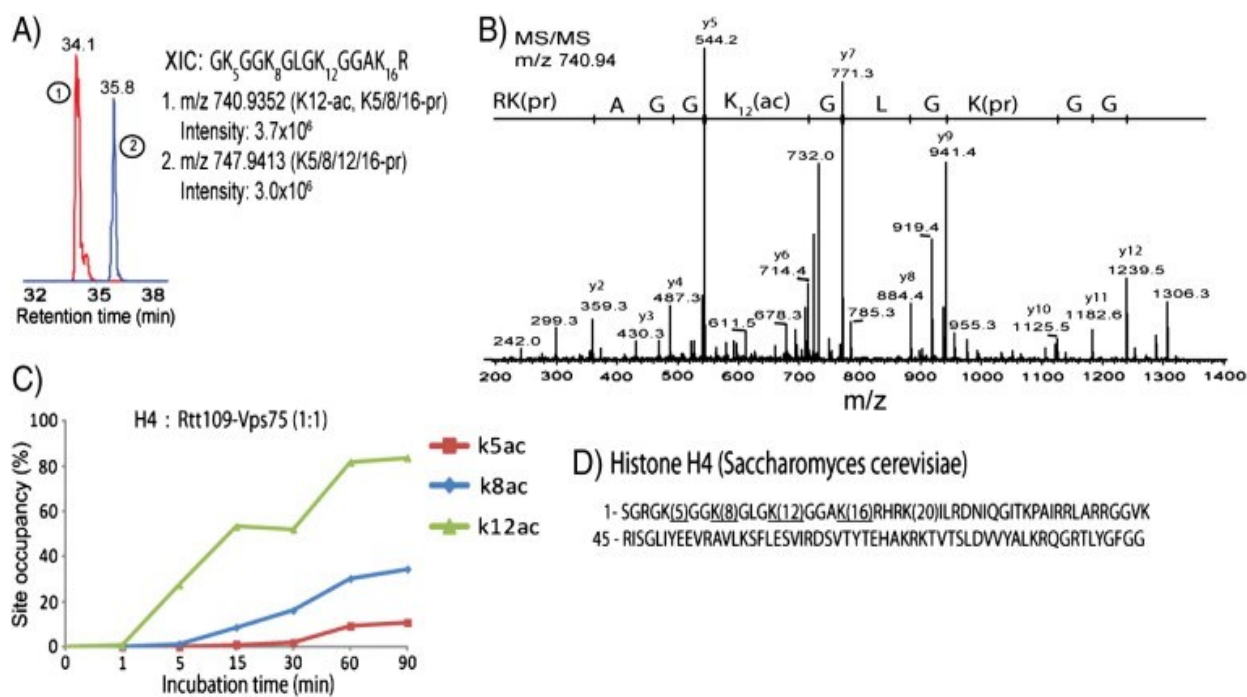 A)
34.1
1
35.8
2
32 35 38
Retention time (min)
XIC: GK5GGK8GLGK12GGAK16R
1. m/z 740.9352 (K12-ac, K5/8/16-pr)
Intensity: 3.7x10⁶
2. m/z 747.9413 (K5/8/12/16-pr)
Intensity: 3.0x10⁶
B)
MS/MS
m/z 740.94
RK(pr) A G G K12(ac) G L G K(pr) G G
y5
544.2
y7
771.3
732.0
y9
941.4
y6
714.4
919.4
y12
1239.5
y2
359.3
y4
487.3
y8
884.4
299.3
y3
430.3
242.0
611.5
678.3
785.3
955.3
y10
1125.5
y11
1182.6
1306.3
200 300 400 500 600 700 800 900 1000 1100 1200 1300 1400
m/z
C)
H4 : Rtt109-Vps75 (1:1)
Site occupancy (%)
100
80
60
40
20
0
0 1 5 15 30 60 90
Incubation time (min)
k5ac
k8ac
k12ac
D) Histone H4 (Saccharomyces cerevisiae)
1- SGRGK(5)GGK(8)GLGK(12)GGAK(16)RHRK(20)ILRDNIQGITKPAIRRLARRGGVK
45 - RISGLIYEEVRAVLKSFLESVIRDSVTYTEHAKRKTVTSLDVVYALKRQGRTLYGFGG